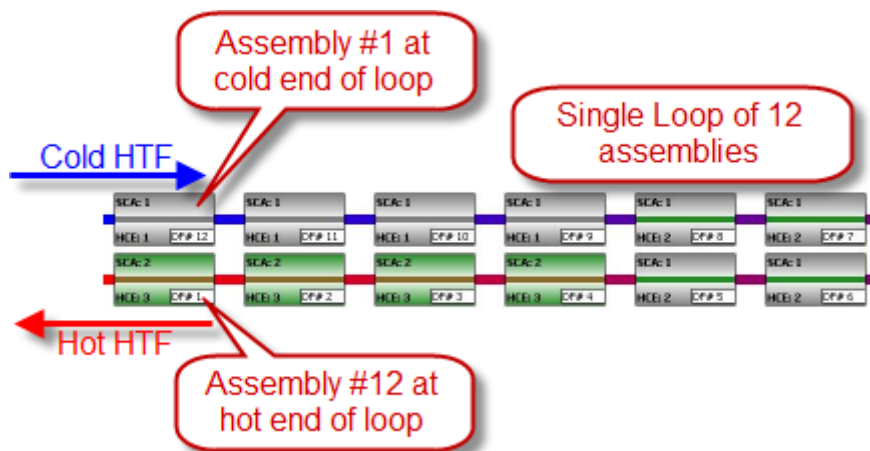 Assembly #1 at
cold end of loop
Single Loop of 12
assemblies
Cold HTF
SCA: 1
HCE: 1 DF# 12
SCA: 1
HCE: 1 DF# 11
SCA: 1
HCE: 1 DF# 10
SCA: 1
HCE: 1 DF# 9
SCA: 1
HCE: 2 DF# 8
SCA: 1
HCE: 2 DF# 7
SCA: 2
HCE: 3 DF# 1
SCA: 2
HCE: 3 DF# 2
SCA: 2
HCE: 3 DF# 3
SCA: 2
HCE: 3 DF# 4
SCA: 1
HCE: 2 DF# 5
SCA: 1
HCE: 2 DF# 6
Hot HTF
Assembly #12 at
hot end of loop